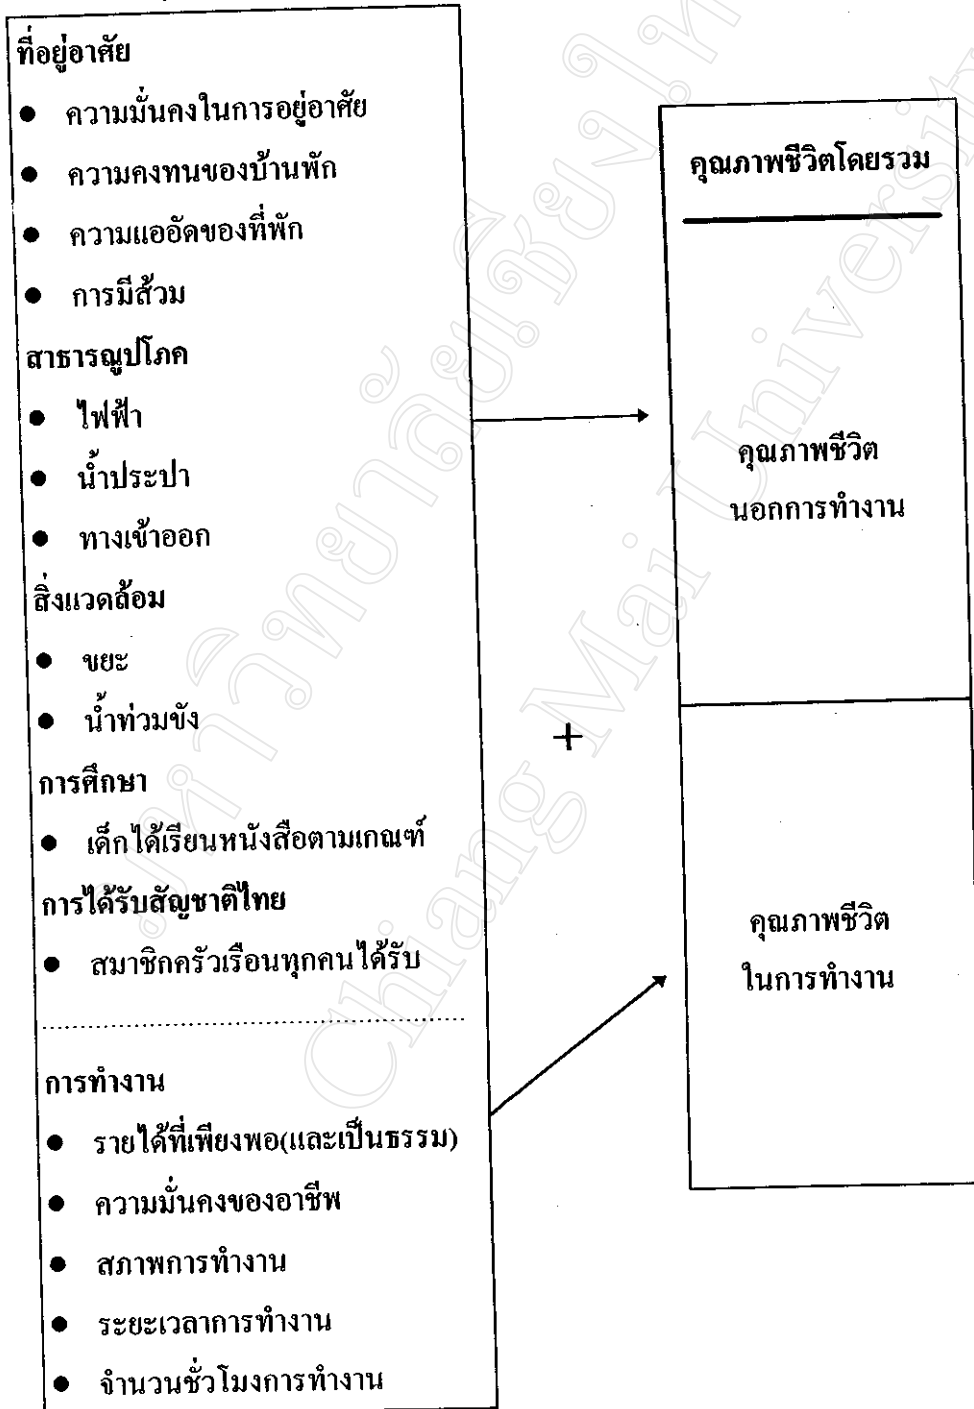 ที่อยู่อาศัย
● ความมั่นคงในการอยู่อาศัย
● ความคงทนของบ้านพัก
● ความแออัดของที่พัก
● การมีส้วม
สาธารณูปโภค
● ไฟฟ้า
● น้ำประปา
● ทางเข้าออก
สิ่งแวดล้อม
● ขยะ
● น้ำท่วมขัง
การศึกษา
● เด็กได้เรียนหนังสือตามเกณฑ์
การได้รับสัญชาติไทย
● สมาชิกครัวเรือนทุกคนได้รับ
การทำงาน
● รายได้ที่เพียงพอ(และเป็นธรรม)
● ความมั่นคงของอาชีพ
● สภาพการทำงาน
● ระยะเวลาการทำงาน
● จำนวนชั่วโมงการทำงาน
+
คุณภาพชีวิตโดยรวม
คุณภาพชีวิต
นอกการทำงาน
คุณภาพชีวิต
ในการทำงาน
Chiang Mai University